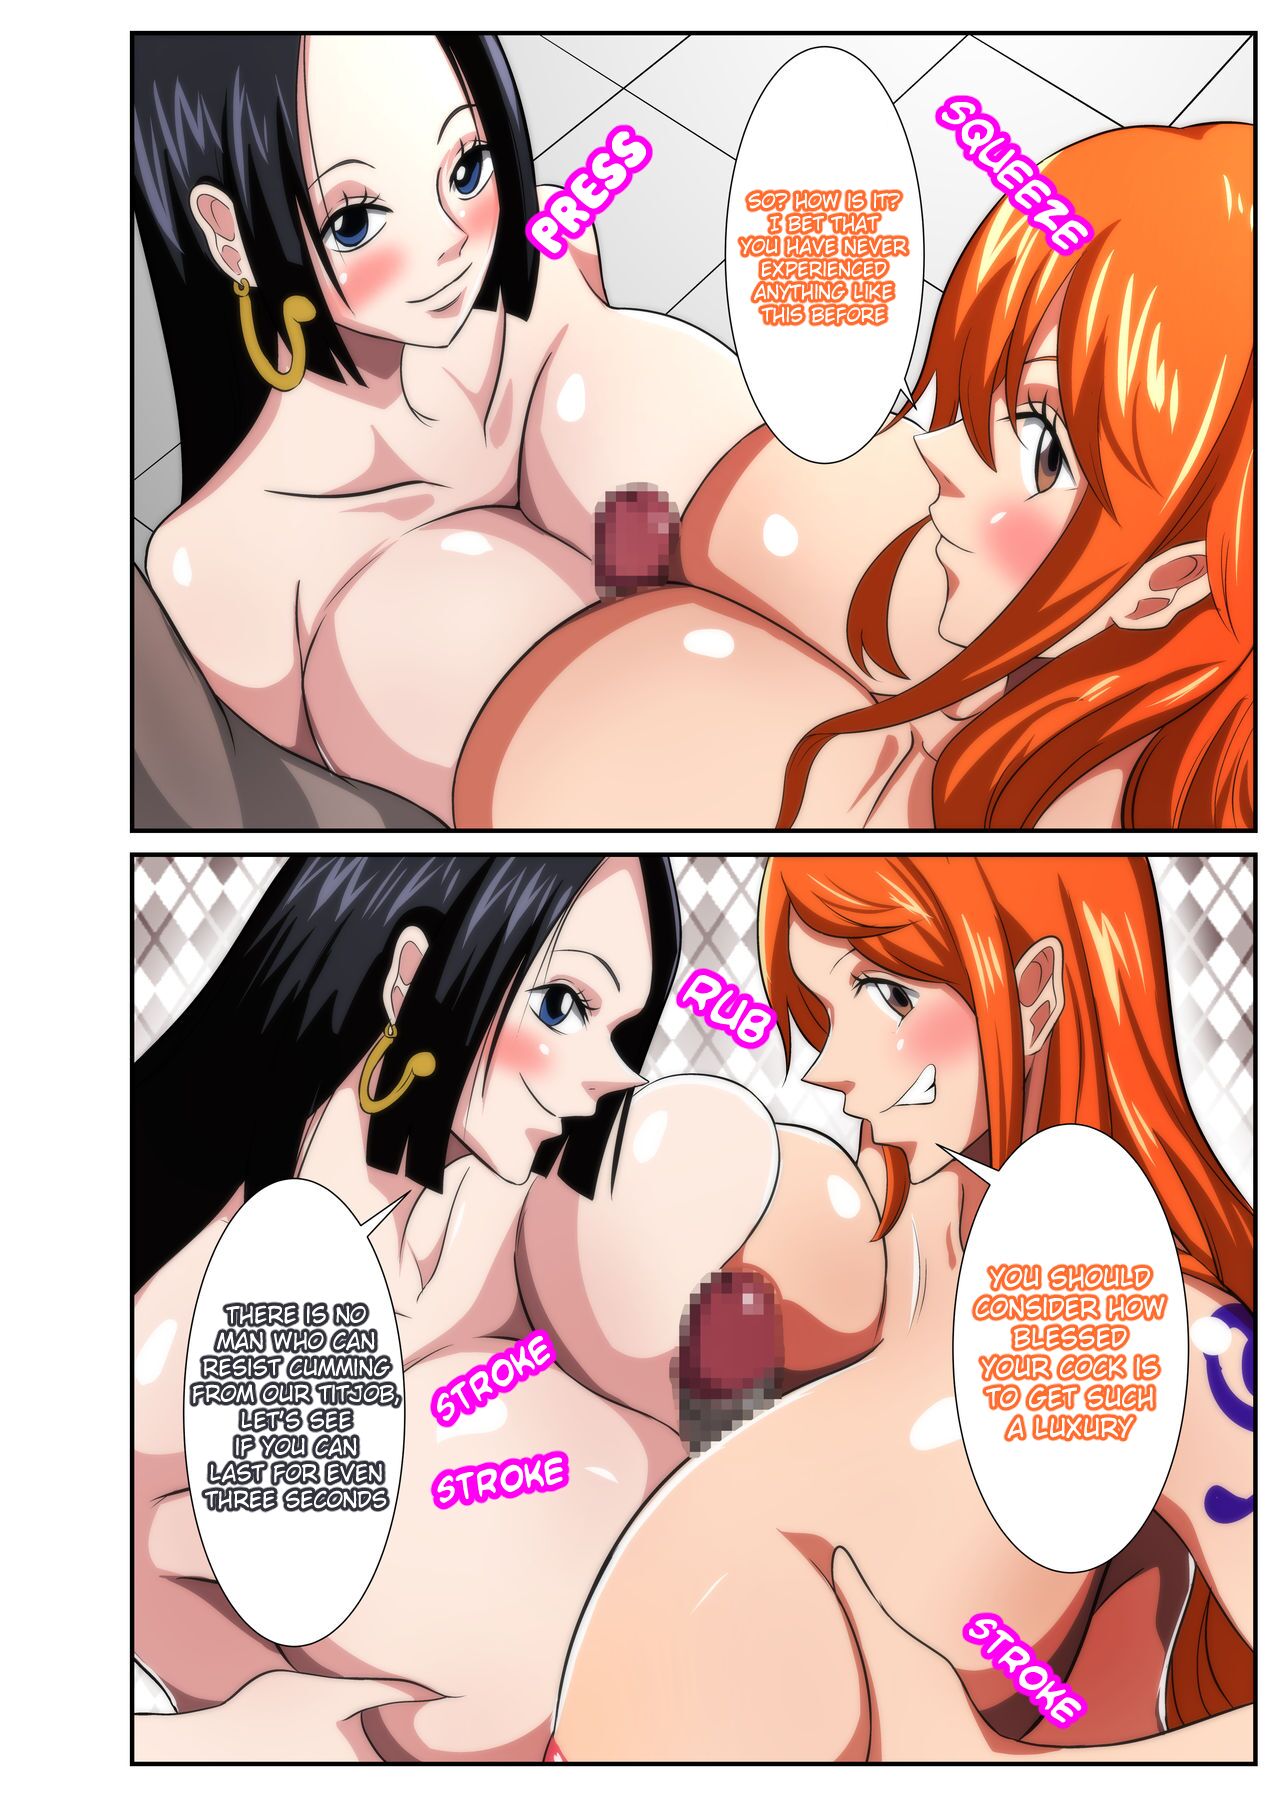 PRESS
SQUEEZE
SO? HOW IS IT?
I BET THAT
YOU HAVE NEVER
EXPERIENCED
ANYTHING LIKE
THIS BEFORE
RUB
YOU SHOULD
CONSIDER HOW
BLESSED
YOUR COCK IS
TO GET SUCH
A LUXURY
THERE IS NO
MAN WHO CAN
RESIST CUMMING
FROM OUR TITJOB,
LET'S SEE
IF YOU CAN
LAST FOR EVEN
THREE SECONDS
STROKE
STROKE
STROKE